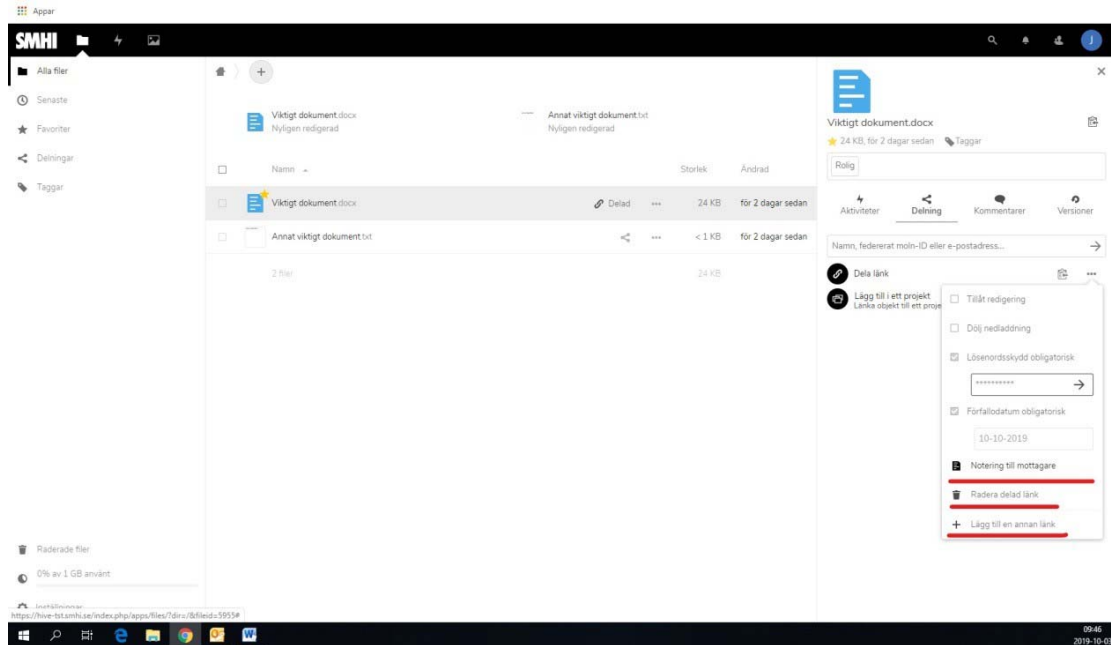 Appar
SMHI
J
Alla filer
Senaste
Favoriter
Delningar
Taggar
+
Viktigt dokument.docx
Nyligen redigerad
Annat viktigt dokument.txt
Nyligen redigerad
Namn
Storlek
Ändrad
Viktigt dokument.docx
Delad
24 KB
för 2 dagar sedan
Annat viktigt dokument.txt
< 1 KB
för 2 dagar sedan
2 filer
24 KB
Viktigt dokument.docx
24 KB, för 2 dagar sedan
Taggar
Rolig
Aktiviteter
Delning
Kommentarer
Versioner
Namn, federerat moln-ID eller e-postadress...
Dela länk
Lägg till i ett projekt
Länka objekt till ett proje
Tillåt redigering
Dölj nedladdning
Lösenordsskydd obligatorisk
**********
Förfallodatum obligatorisk
10-10-2019
Notering till mottagare
Radera delad länk
+ Lägg till en annan länk
Raderade filer
0% av 1 GB använt
Inställningar
https://hive-tst.smhi.se/index.php/apps/files/?dir=/&fileid=5955#
09:46
2019-10-03